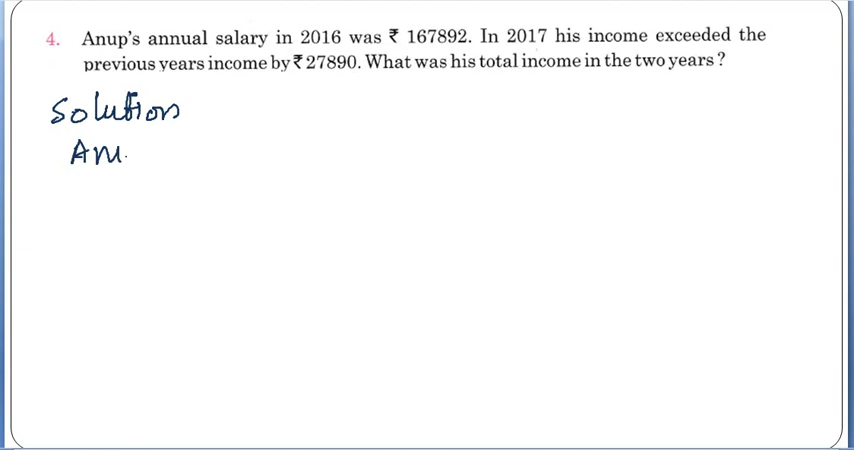 4. Anup's annual salary in 2016 was ₹ 167892. In 2017 his income exceeded the
previous years income by ₹ 27890. What was his total income in the two years ?
Solution
Anu